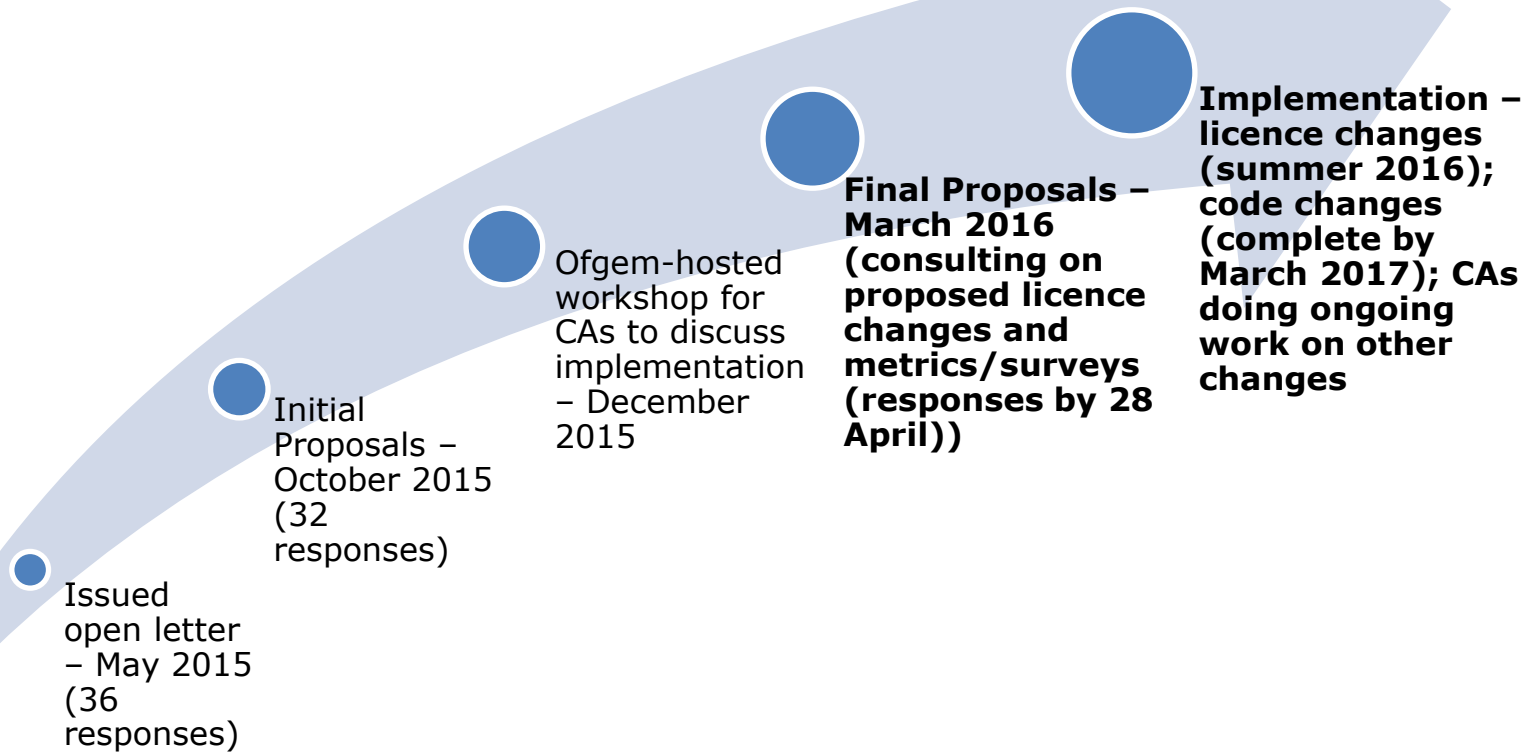 Issued
open letter
– May 2015
(36
responses)
Initial
Proposals –
October 2015
(32
responses)
Ofgem-hosted
workshop for
CAs to discuss
implementation
– December
2015
Final Proposals –
March 2016
(consulting on
proposed licence
changes and
metrics/surveys
(responses by 28
April))
Implementation –
licence changes
(summer 2016);
code changes
(complete by
March 2017); CAs
doing ongoing
work on other
changes